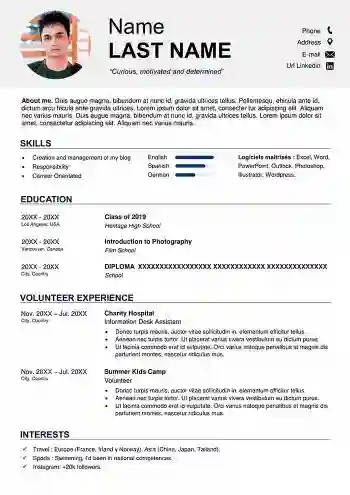 Name
LAST NAME
"Curious, motivated and determined"
Phone
Address
E-mail
Url Linkedin
About me. Duis augue magna, bibendum at nunc id, gravida ultrices tellus. Pellentesqu, ehicula ante id,
dictum arcu hicula ante gravida ultrices. Lorem ipsum dolor sit amet, consectetur adipiscing elit. Aliquam
nec varius mauris. Duis augue magna, bibendum at nunc id, gravida ultrices tellus. Lorem ipsum dolor sit
amet, consectetur adipiscing elit. Aliquam nec varius mauris.
SKILLS
• Creation and management of my blog
• Responsibility
• Career Orientated
English
Spanish
German
Logiciels maitrisés : Excel, Word,
PowerPoint, Outlook, Photoshop,
Illustrator, Wordpress.
EDUCATION
20XX - 20XX
Los Angeles, USA
Class of 2019
Heritage High School
20XX - 20XX
Vancouver, Canada
Introduction to Photography
Film School
20XX - 20XX
City, Country
DIPLOMA XXXXXXXXXXXXXXXXX XXXXXXXXXXXX XXXXXXXXXXXXXX
School
VOLUNTEER EXPERIENCE
Nov. 20XX – Jul. 20XX
City, Country
Charity Hospital
Information Desk Assistant
• Donec turpis mauris, auctor vitae sollicitudin in, elementum efficitur tellus.
• Aenean nec turpis tortor. Ut placerat varius viverra vestibulum eu dictum purus.
• Ut lacinia commodo erat id vulputate. Orci varius natoque penatibus et magnis dis
parturient montes, nascetur ridiculus mus.
Nov. 20XX – Jul. 20XX
City, Country
Summer Kids Camp
Volunteer
• Donec turpis mauris, auctor vitae sollicitudin in, elementum efficitur tellus.
• Aenean nec turpis tortor. Ut placerat varius viverra vestibulum eu dictum purus.
• Ut lacinia commodo erat id vulputate. Orci varius natoque penatibus et magnis dis
parturient montes, nascetur ridiculus mus.
INTERESTS
✓ Travel : Europe (France, Irland y Norway), Asia (China, Japan, Tailand).
✓ Sports : Swimming, I'd been in national competences.
✓ Instagram: +20k followers.